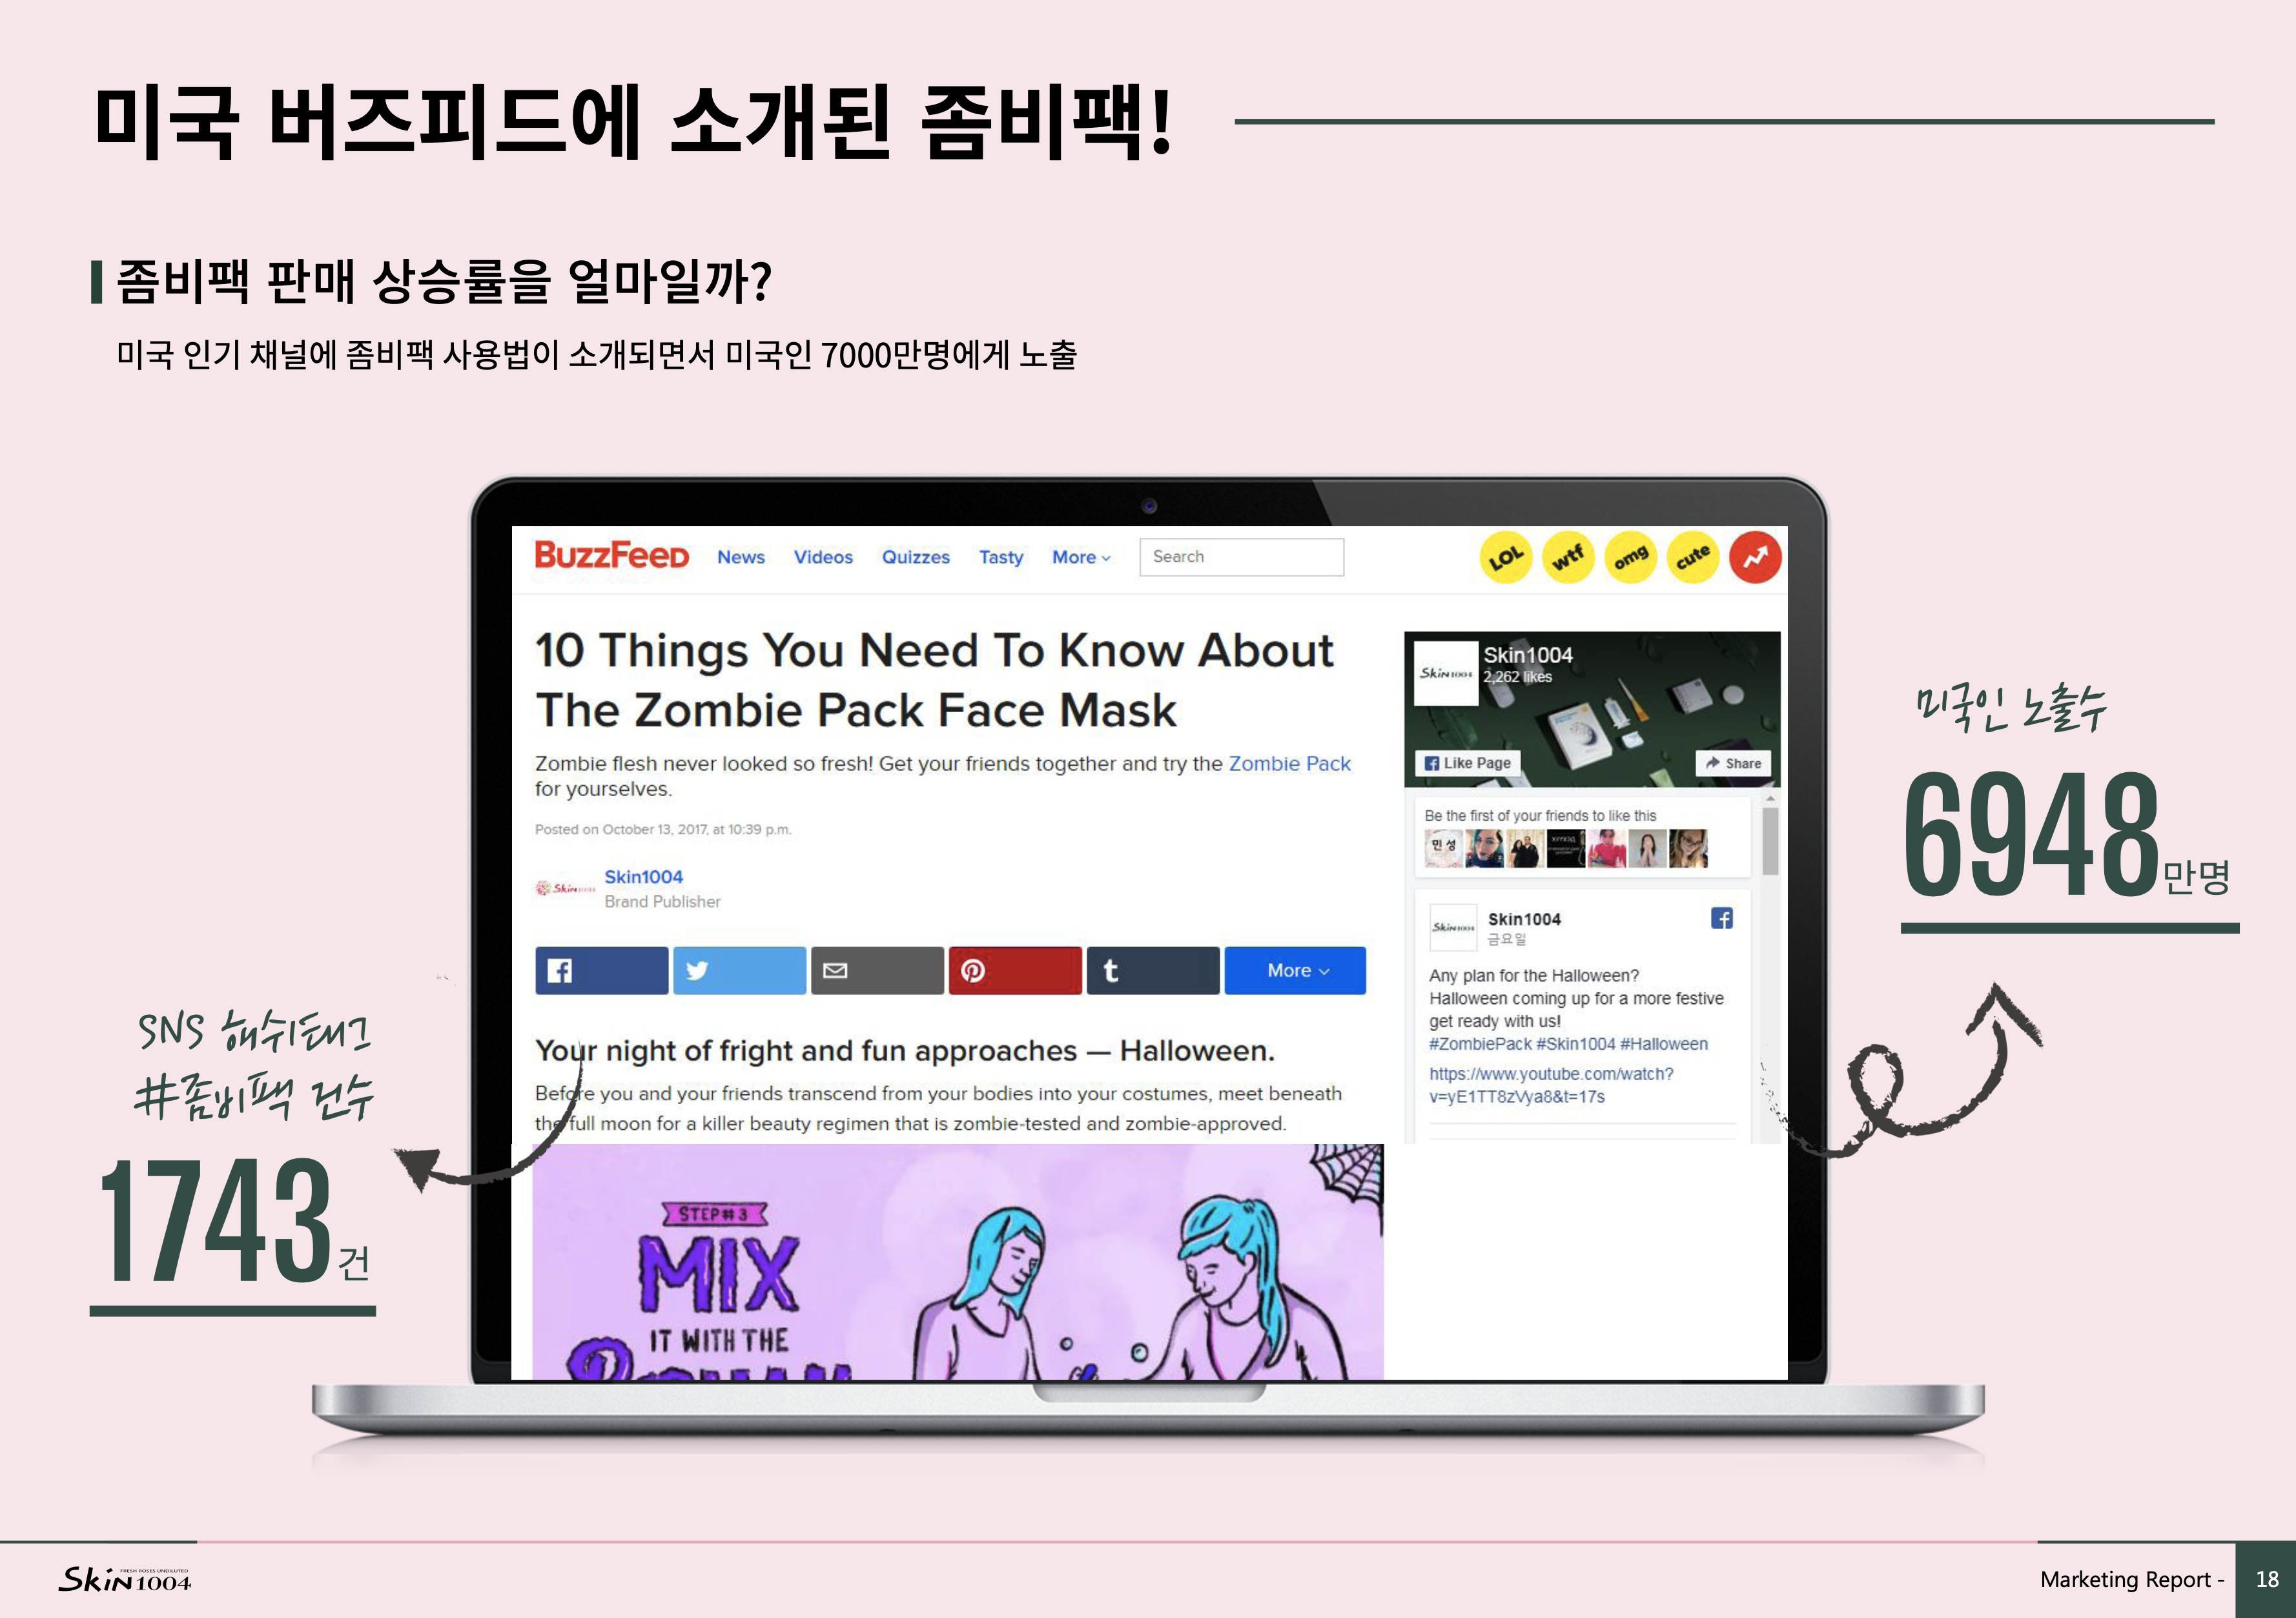 미국 버즈피드에 소개된 좀비팩!
좀비팩 판매 상승률을 얼마일까?
미국 인기 채널에 좀비팩 사용법이 소개되면서 미국인 7000만명에게 노출
BuzzFeeD News Videos Quizzes Tasty More Search LOL wtf omg cute
10 Things You Need To Know About
The Zombie Pack Face Mask
Zombie flesh never looked so fresh! Get your friends together and try the Zombie Pack
for yourselves.
Posted on October 13, 2017, at 10:39 p.m.
Skin1004
Skin1004
Brand Publisher
More
Your night of fright and fun approaches — Halloween.
Before you and your friends transcend from your bodies into your costumes, meet beneath
the full moon for a killer beauty regimen that is zombie-tested and zombie-approved.
STEP#3
MIX
IT WITH THE
Skin1004
Skin1004
2,262 likes
Like Page
Share
Be the first of your friends to like this
민성
Skin1004
Skin1004
금요일
Any plan for the Halloween?
Halloween coming up for a more festive
get ready with us!
#ZombiePack #Skin1004 #Halloween
https://www.youtube.com/watch?
v=yE1TT8zVya8&t=17s
미국인 노출수
6948만명
SNS 해쉬태그
#좀비팩 건수
1743건
FRESH ROSES UNDILUTED
Skin1004
Marketing Report - 18